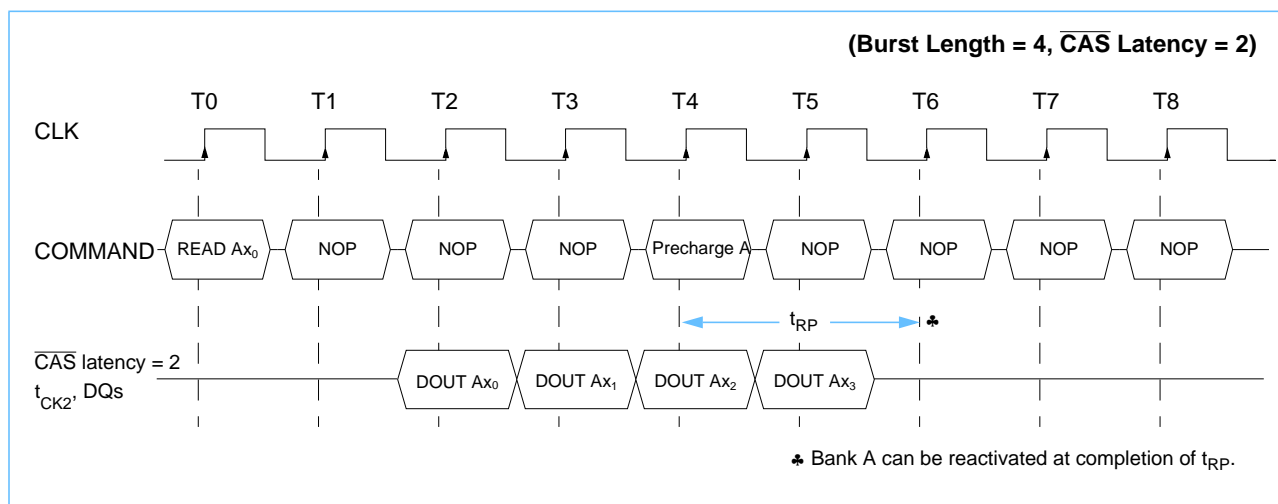 (Burst Length = 4, CAS Latency = 2)
T0 T1 T2 T3 T4 T5 T6 T7 T8
CLK
COMMAND READ Ax0 NOP NOP NOP Precharge A NOP NOP NOP NOP
tRP ♣
CAS latency = 2
tCK2, DQs
DOUT Ax0 DOUT Ax1 DOUT Ax2 DOUT Ax3
♣ Bank A can be reactivated at completion of tRP.